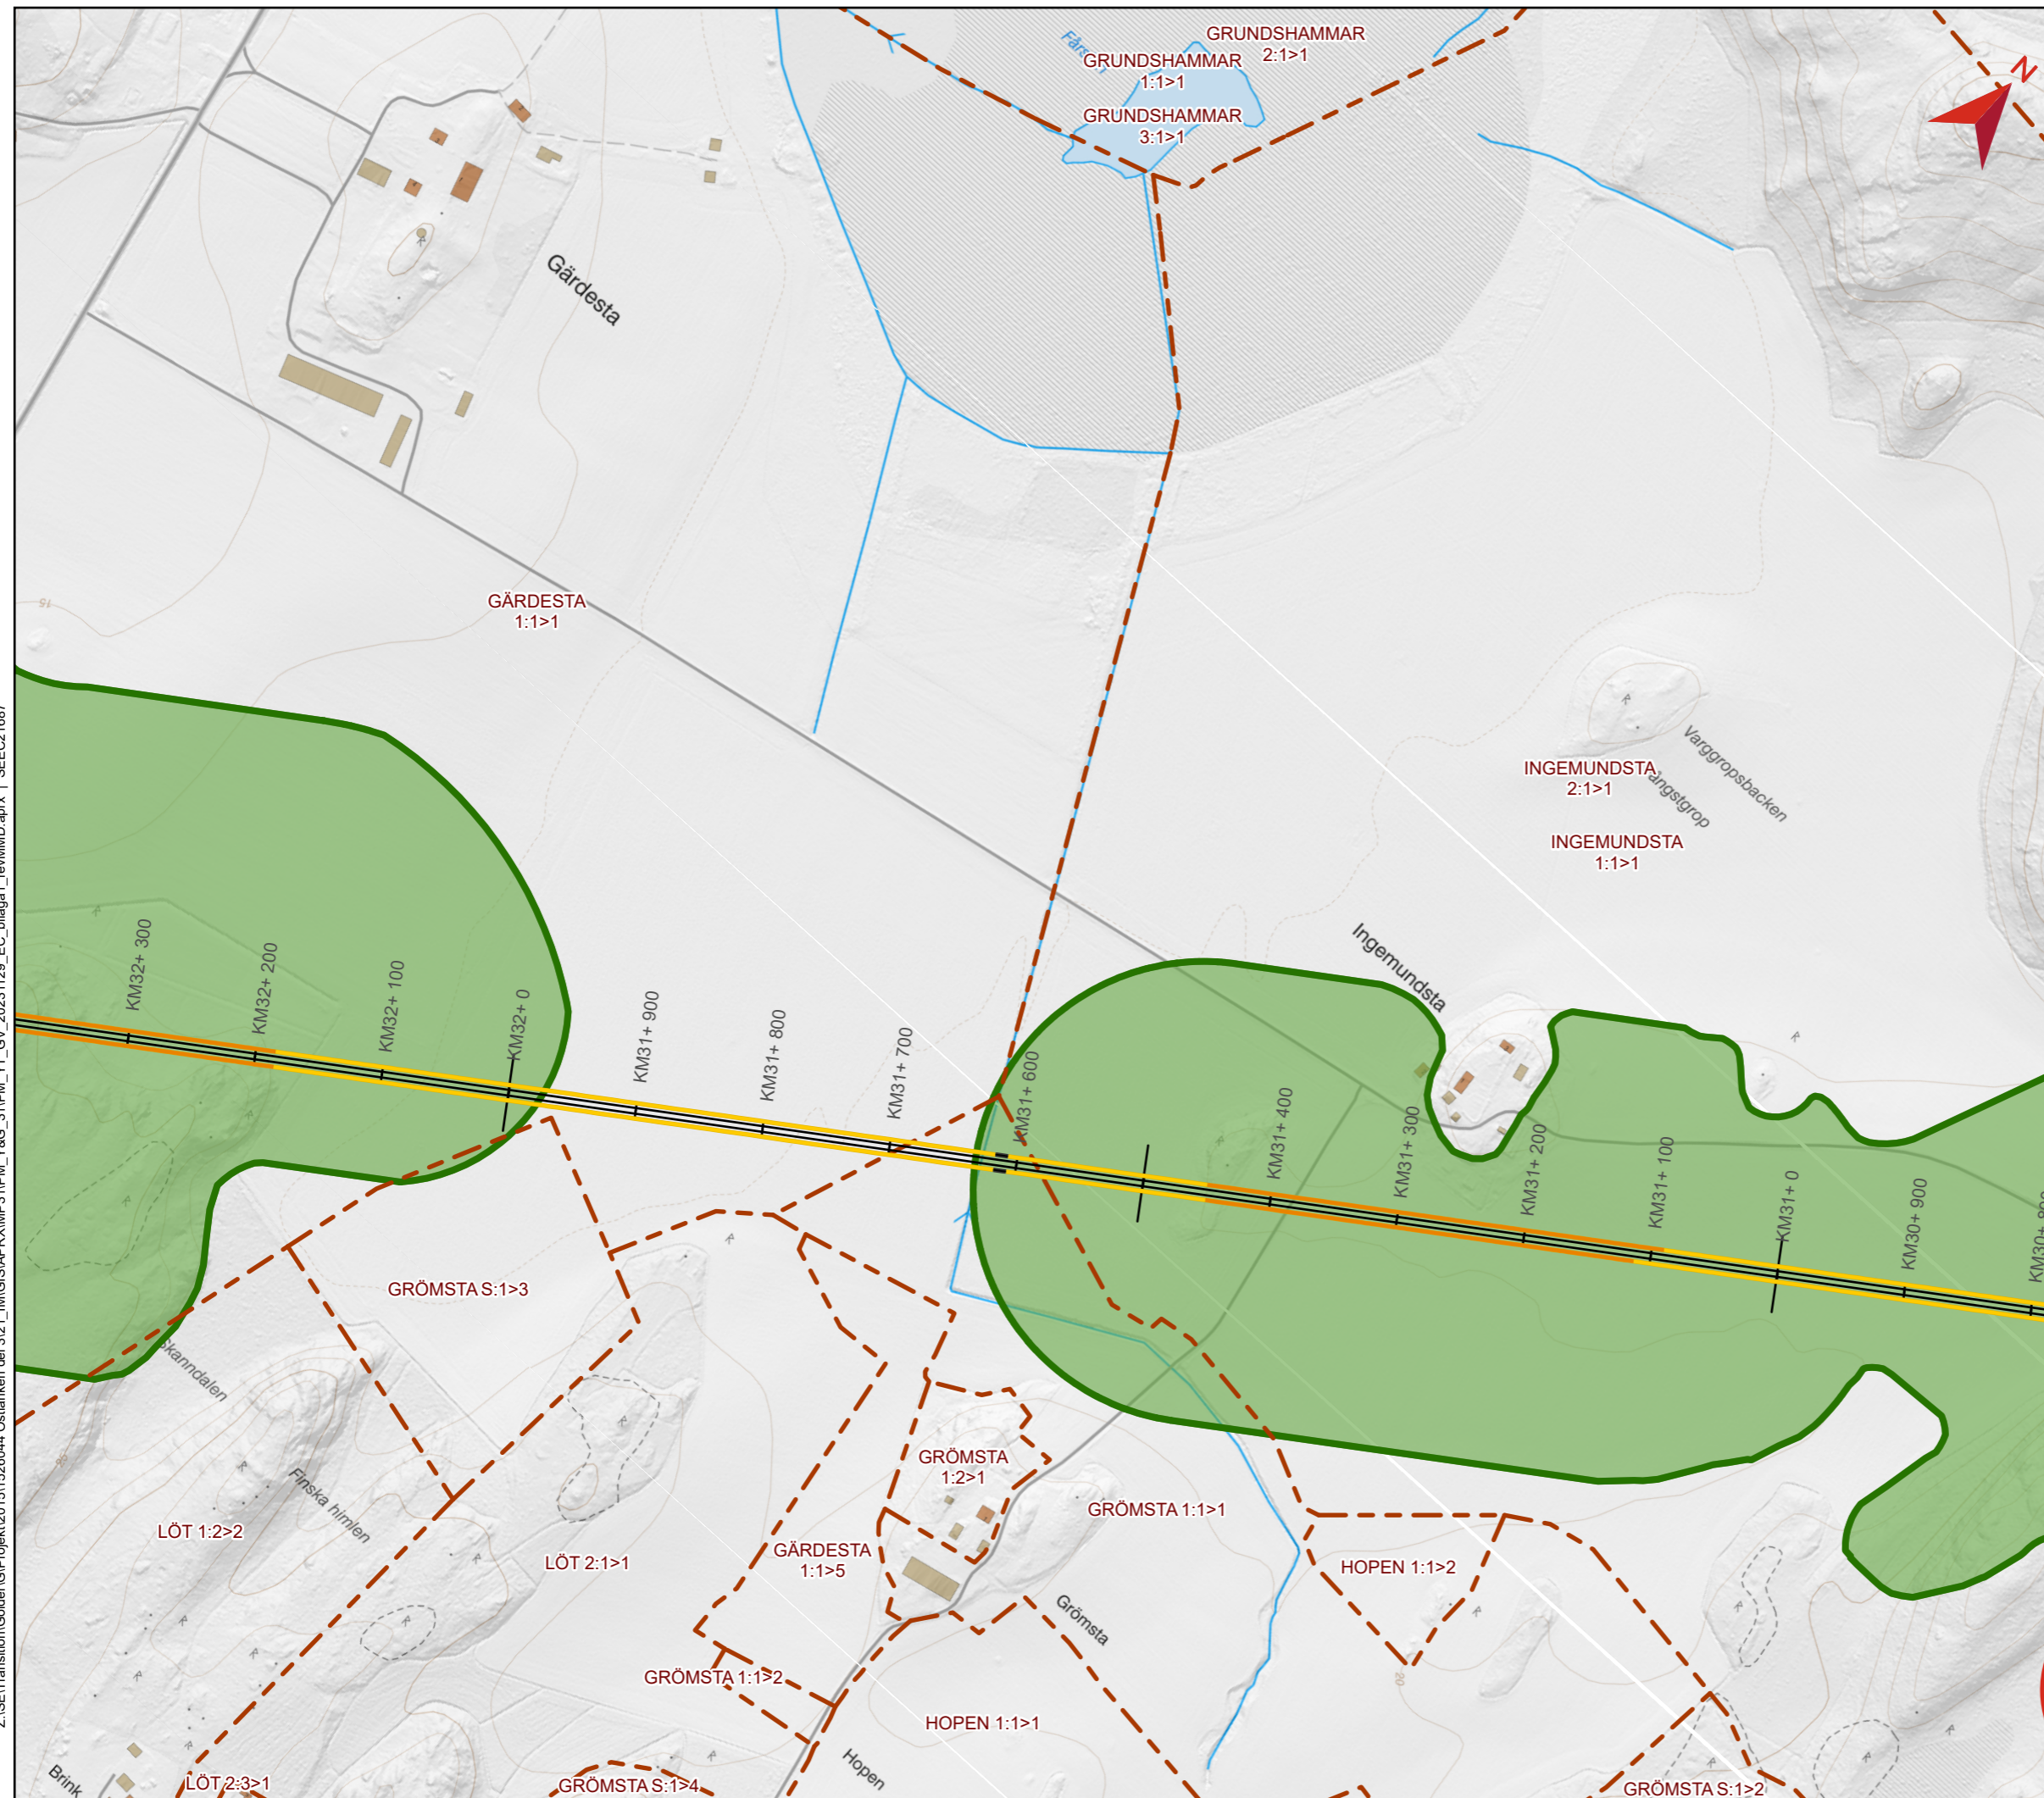 GRUNDSHAMMAR
2:1>1
GRUNDSHAMMAR
1:1>1
GRUNDSHAMMAR
3:1>1
N
Gärdesta
GÄRDESTA
1:1>1
15
INGEMUNDSTA
2:1>1
Varggropsbacken
INGEMUNDSTA
1:1>1
Ingemundsta
KM32+ 300
KM32+ 200
KM32+ 100
KM32+ 0
KM31+ 900
KM31+ 800
KM31+ 700
KM31+ 600
KM31+ 400
KM31+ 300
KM31+ 200
KM31+ 100
KM31+ 0
KM30+ 900
GRÖMSTA S:1>3
Skanndalen
Finska himlen
LÖT 1:2>2
LÖT 2:1>1
GRÖMSTA
1:2>1
GRÖMSTA 1:1>1
GÄRDESTA
1:1>5
HOPEN 1:1>2
Grömsta
20
GRÖMSTA 1:1>2
HOPEN 1:1>1
Hopen
Brink
LÖT 2:3>1
GRÖMSTA S:1>4
GRÖMSTA S:1>2